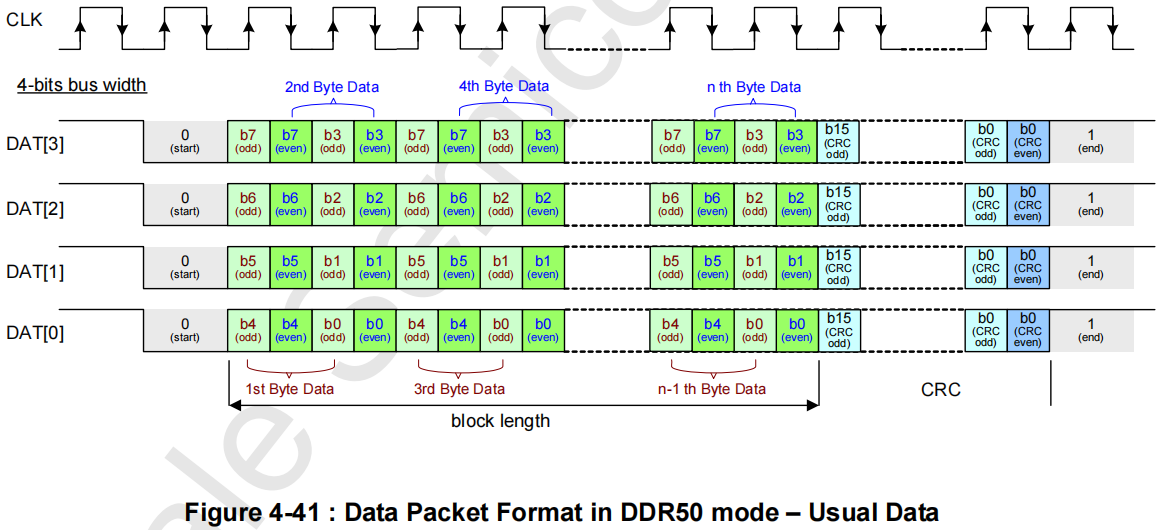 CLK
4-bits bus width
2nd Byte Data 4th Byte Data n th Byte Data
DAT[3] 0 (start) b7 (odd) b7 (even) b3 (odd) b3 (even) b7 (odd) b7 (even) b3 (odd) b3 (even) b7 (odd) b7 (even) b3 (odd) b3 (even) b15 (CRC odd) b0 (CRC odd) b0 (CRC even) 1 (end)
DAT[2] 0 (start) b6 (odd) b6 (even) b2 (odd) b2 (even) b6 (odd) b6 (even) b2 (odd) b2 (even) b6 (odd) b6 (even) b2 (odd) b2 (even) b15 (CRC odd) b0 (CRC odd) b0 (CRC even) 1 (end)
DAT[1] 0 (start) b5 (odd) b5 (even) b1 (odd) b1 (even) b5 (odd) b5 (even) b1 (odd) b1 (even) b5 (odd) b5 (even) b1 (odd) b1 (even) b15 (CRC odd) b0 (CRC odd) b0 (CRC even) 1 (end)
DAT[0] 0 (start) b4 (odd) b4 (even) b0 (odd) b0 (even) b4 (odd) b4 (even) b0 (odd) b0 (even) b4 (odd) b4 (even) b0 (odd) b0 (even) b15 (CRC odd) b0 (CRC odd) b0 (CRC even) 1 (end)
1st Byte Data 3rd Byte Data n-1 th Byte Data
block length CRC
Figure 4-41 : Data Packet Format in DDR50 mode – Usual Data